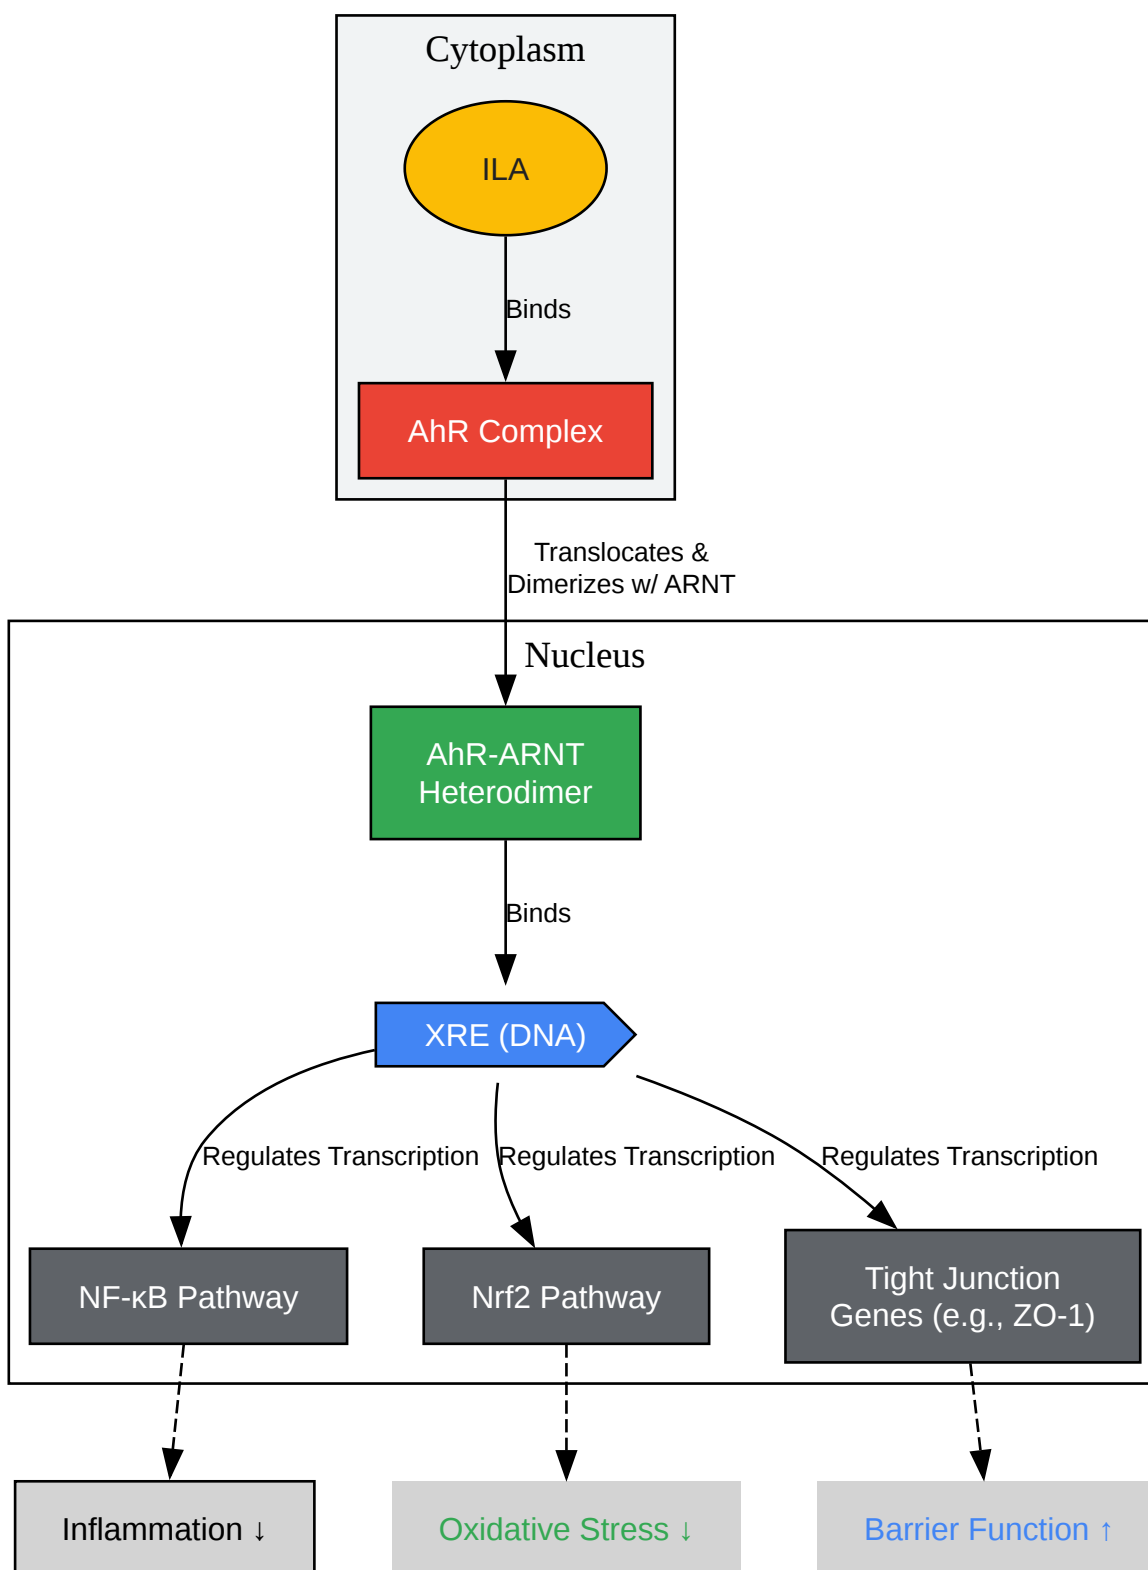 Cytoplasm
ILA
Binds
AhR Complex
Translocates &
Dimerizes w/ ARNT
Nucleus
AhR-ARNT
Heterodimer
Binds
XRE (DNA)
Regulates Transcription
Regulates Transcription
Regulates Transcription
NF-κB Pathway
Nrf2 Pathway
Tight Junction
Genes (e.g., ZO-1)
Inflammation ↓
Oxidative Stress ↓
Barrier Function ↑